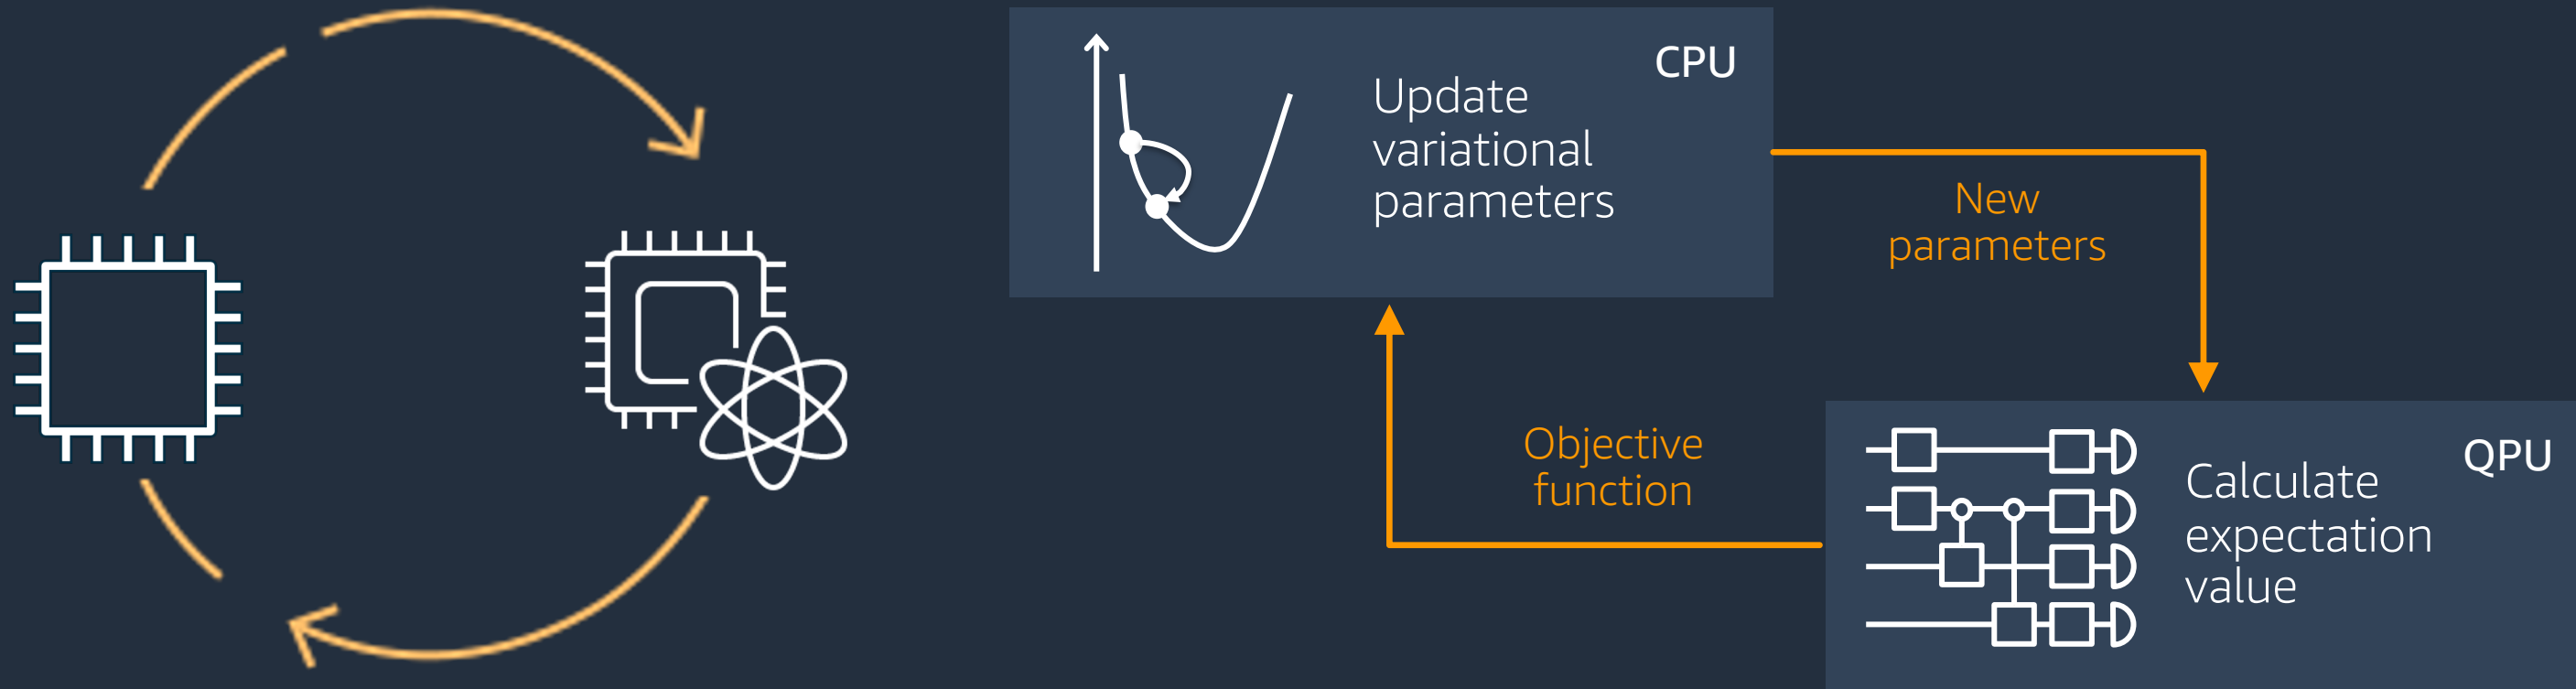 CPU
Update
variational
parameters
New
parameters
Objective
function
QPU
Calculate
expectation
value